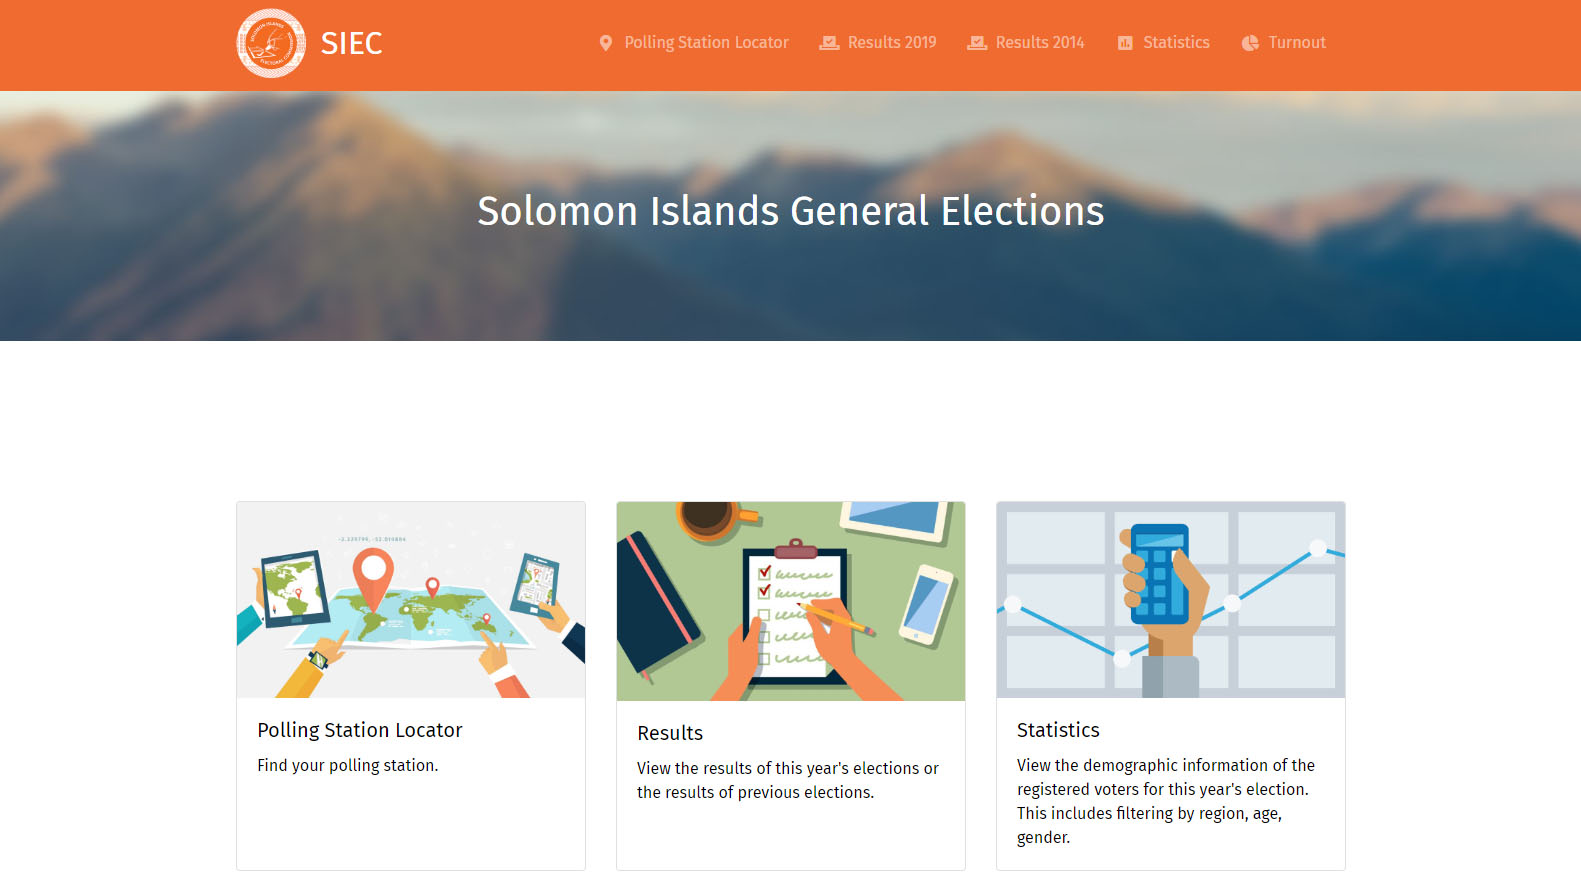 SOLOMON ISLANDS
SIEC
Polling Station Locator
Results 2019
Results 2014
Statistics
Turnout
Solomon Islands General Elections
Polling Station Locator
Find your polling station.
Results
View the results of this year's elections or
the results of previous elections.
Statistics
View the demographic information of the
registered voters for this year's election.
This includes filtering by region, age,
gender.